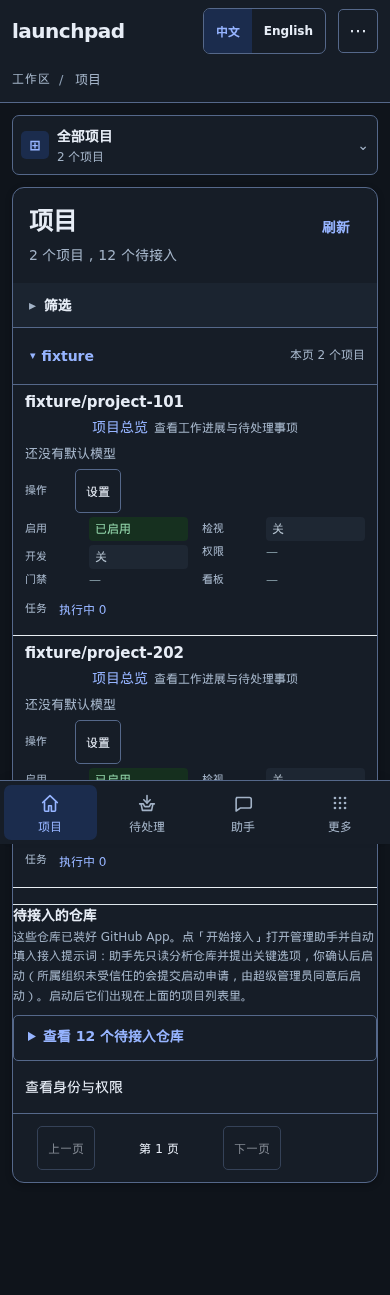 launchpad
中文
English
…
工作区 / 项目
全部项目
2 个项目
项目
刷新
2 个项目，12 个待接入
筛选
fixture
本页 2 个项目
fixture/project-101
项目总览 查看工作进展与待处理事项
还没有默认模型
操作
设置
启用 已启用 检视 关
开发 关 权限 —
门禁 — 看板 —
任务 执行中 0
fixture/project-202
项目总览 查看工作进展与待处理事项
还没有默认模型
操作
设置
启用 已启用 检视 关
项目
待处理
助手
更多
任务 执行中 0
待接入的仓库
这些仓库已装好 GitHub App。点「开始接入」打开管理助手并自动
填入接入提示词：助手先只读分析仓库并提出关键选项，你确认后启
动（所属组织未受信任的会提交启动申请，由超级管理员同意后启
动）。启动后它们出现在上面的项目列表里。
查看 12 个待接入仓库
查看身份与权限
上一页
第 1 页
下一页